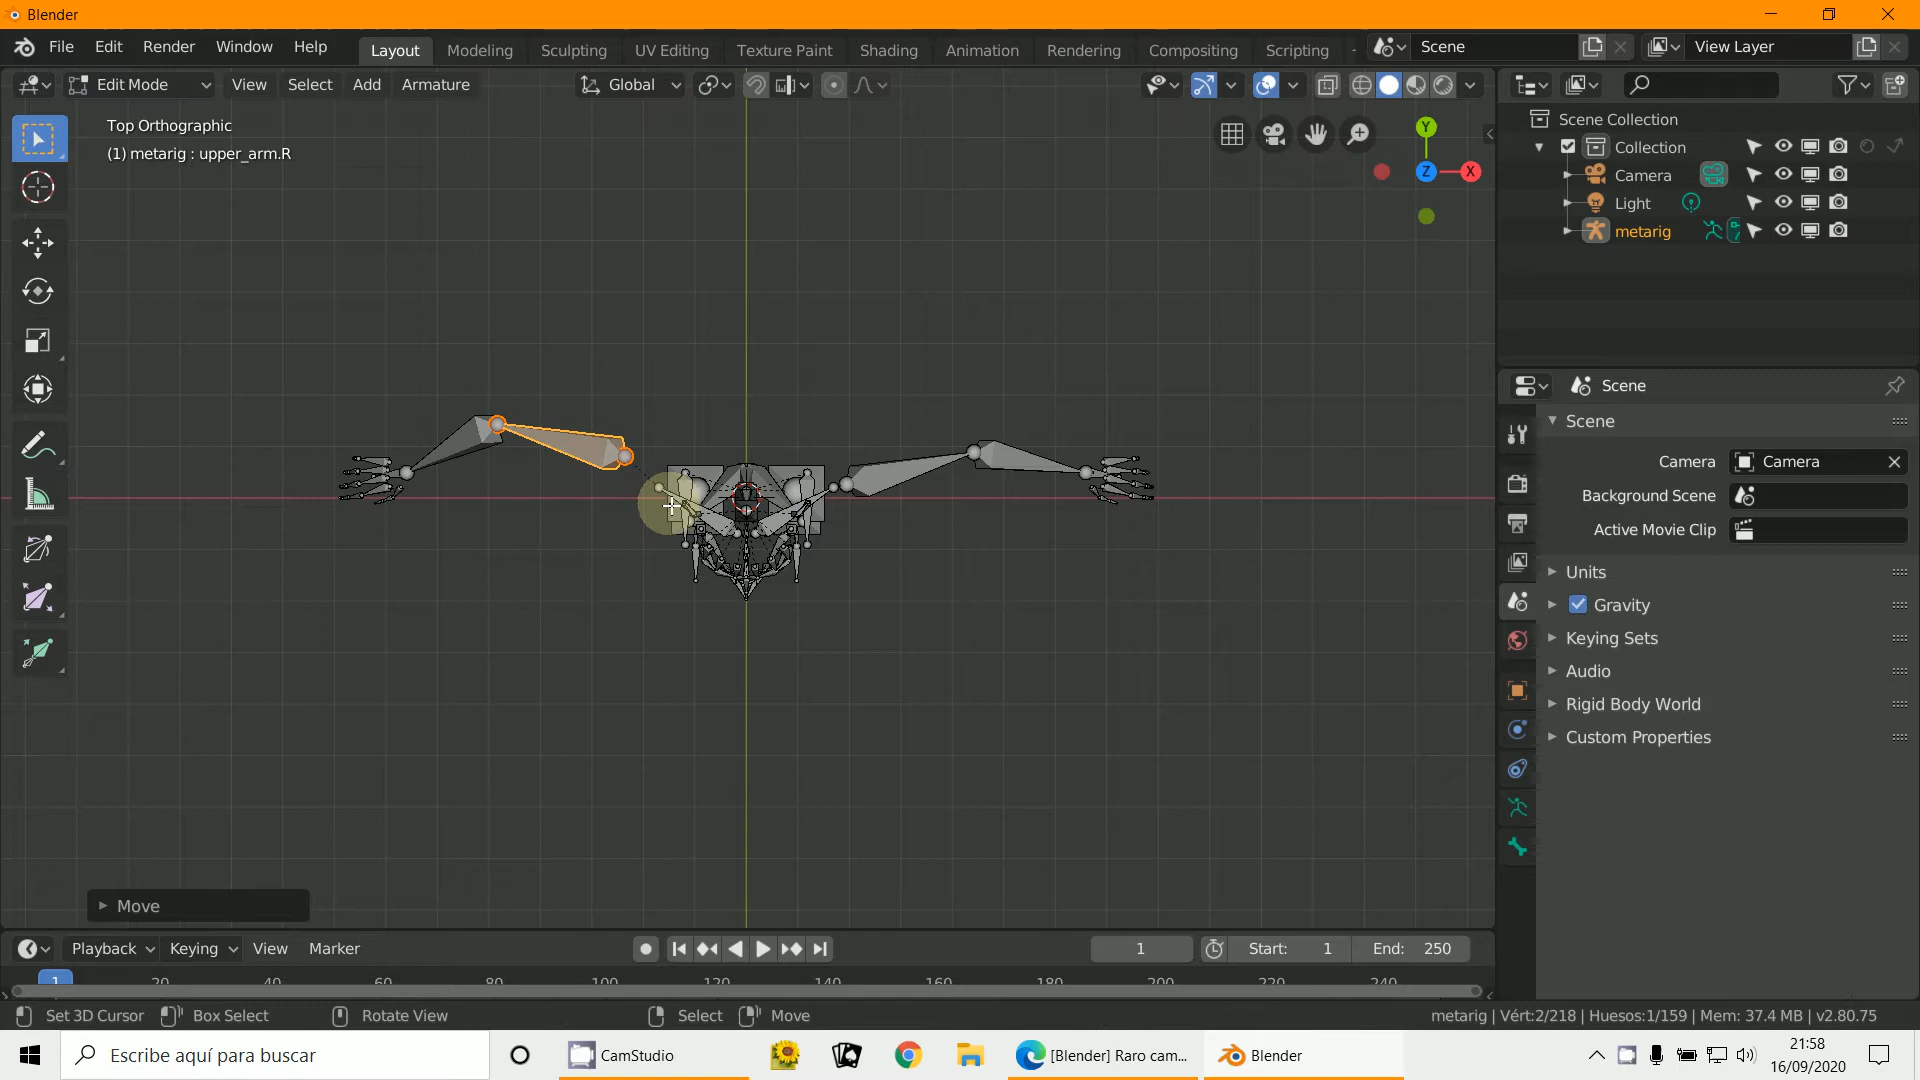 Blender
File Edit Render Window Help Layout Modeling Sculpting UV Editing Texture Paint Shading Animation Rendering Compositing Scripting Scene View Layer
Edit Mode View Select Add Armature Global
Top Orthographic
(1) metarig : upper_arm.R
Y
Z X
Scene Collection
Collection
Camera
Light
metarig
Scene
Scene
Camera Camera
Background Scene
Active Movie Clip
Units
Gravity
Keying Sets
Audio
Rigid Body World
Custom Properties
Move
Playback Keying View Marker 1 Start: 1 End: 250
1 20 40 60 80 100 120 140 160 180 200 220 240
Set 3D Cursor Box Select Rotate View Select Move metarig | Vért:2/218 | Huesos:1/159 | Mem: 37.4 MB | v2.80.75
Escribe aquí para buscar CamStudio [Blender] Raro cam... Blender 21:58
16/09/2020